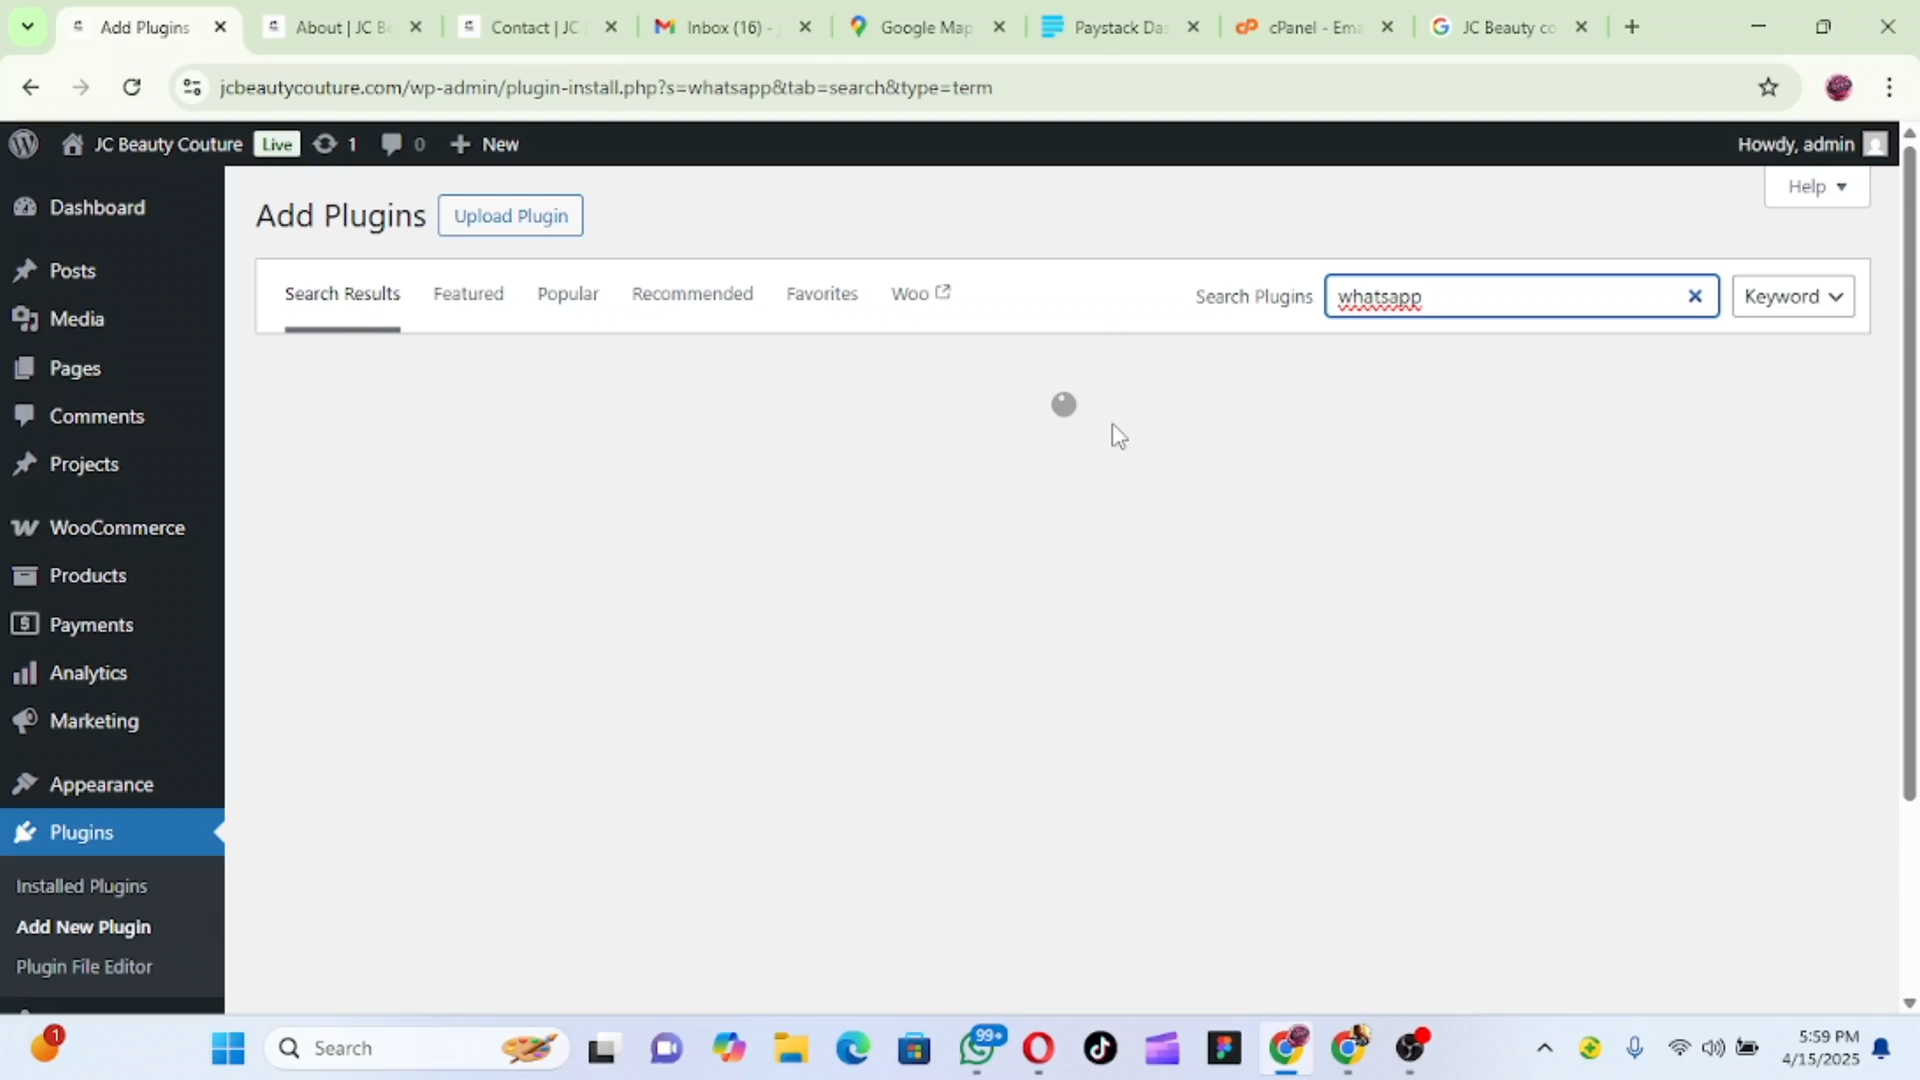 Add Plugins
About | JC Be
Contact | JC
Inbox (16) -
Google Map
Paystack Das
cPanel - Ema
JC Beauty co
jcbeautycouture.com/wp-admin/plugin-install.php?s=whatsapp&tab=search&type=term
JC Beauty Couture Live 1 0 New Howdy, admin
Help
Dashboard
Posts
Media
Pages
Comments
Projects
WooCommerce
Products
Payments
Analytics
Marketing
Appearance
Plugins
Installed Plugins
Add New Plugin
Plugin File Editor
Add Plugins Upload Plugin
Search Results Featured Popular Recommended Favorites Woo Search Plugins whatsapp Keyword
1
Search
99+
5:59 PM
4/15/2025